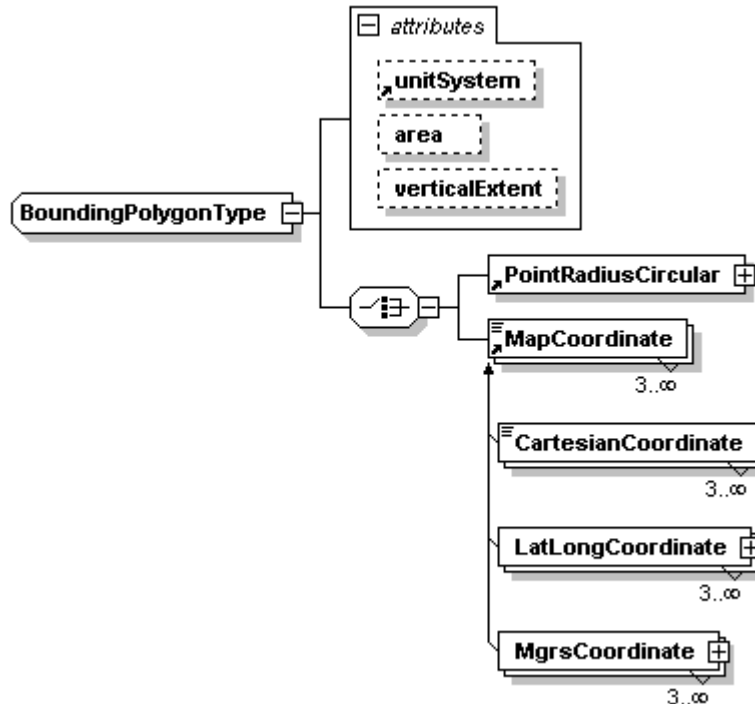 attributes
unitSystem
area
verticalExtent
BoundingPolygonType
PointRadiusCircular
MapCoordinate
3..∞
CartesianCoordinate
3..∞
LatLongCoordinate
3..∞
MgrsCoordinate
3..∞